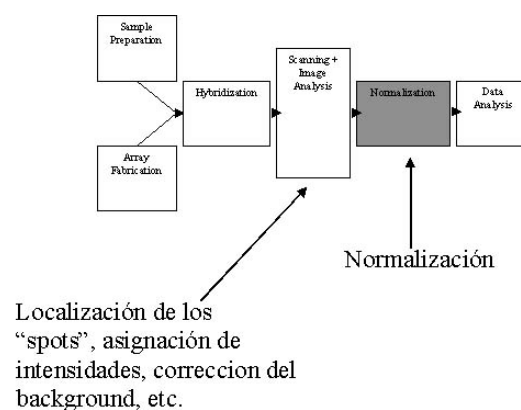 Sample
Preparation
Array
Fabrication
Hybridization
Scanning +
Image
Analysis
Normalization
Data
Analysis
Normalización
Localización de los
“spots”, asignación de
intensidades, correccion del
background, etc.